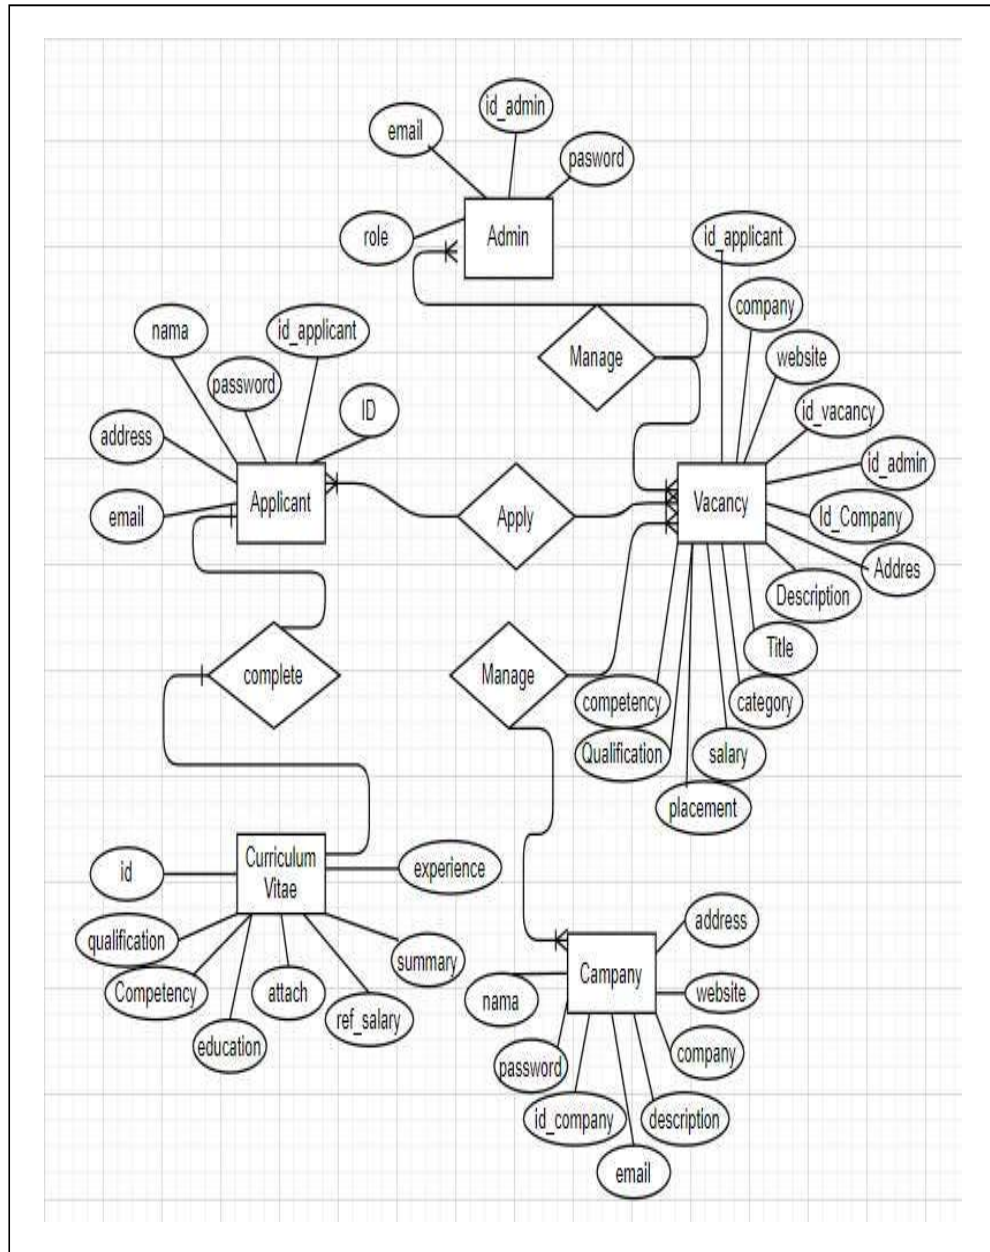 id_admin
email
pasword
role
Admin
id_applicant
company
nama
id_applicant
Manage
website
password
ID
id_vacancy
address
id_admin
Applicant
Apply
Vacancy
email
Id_Company
Addres
Description
Title
complete
Manage
competency
category
Qualification
salary
placement
Curriculum
Vitae
id
experience
address
qualification
summary
Campany
Competency
attach
nama
website
ref_salary
education
company
password
id_company
description
email